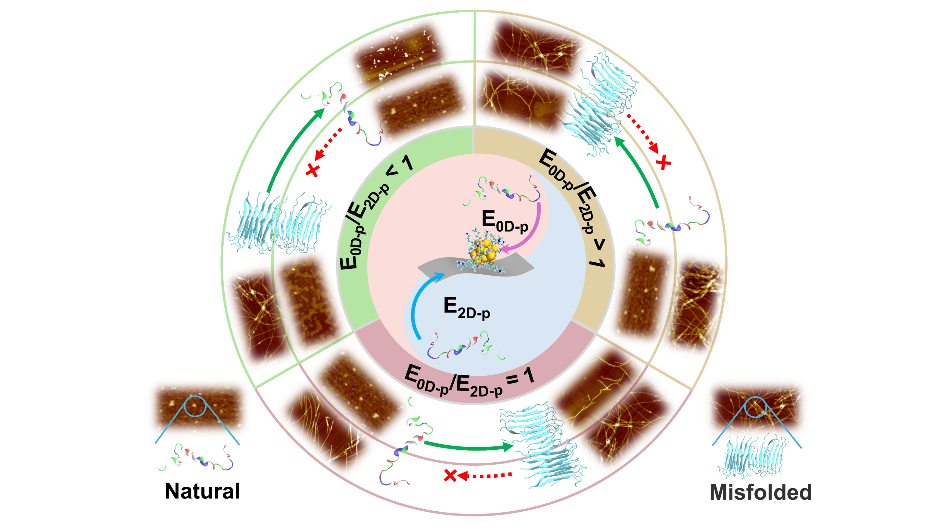 E0D-p/E2D-p < 1
E0D-p/E2D-p > 1
E0D-p
E2D-p
E0D-p/E2D-p = 1
Natural
Misfolded